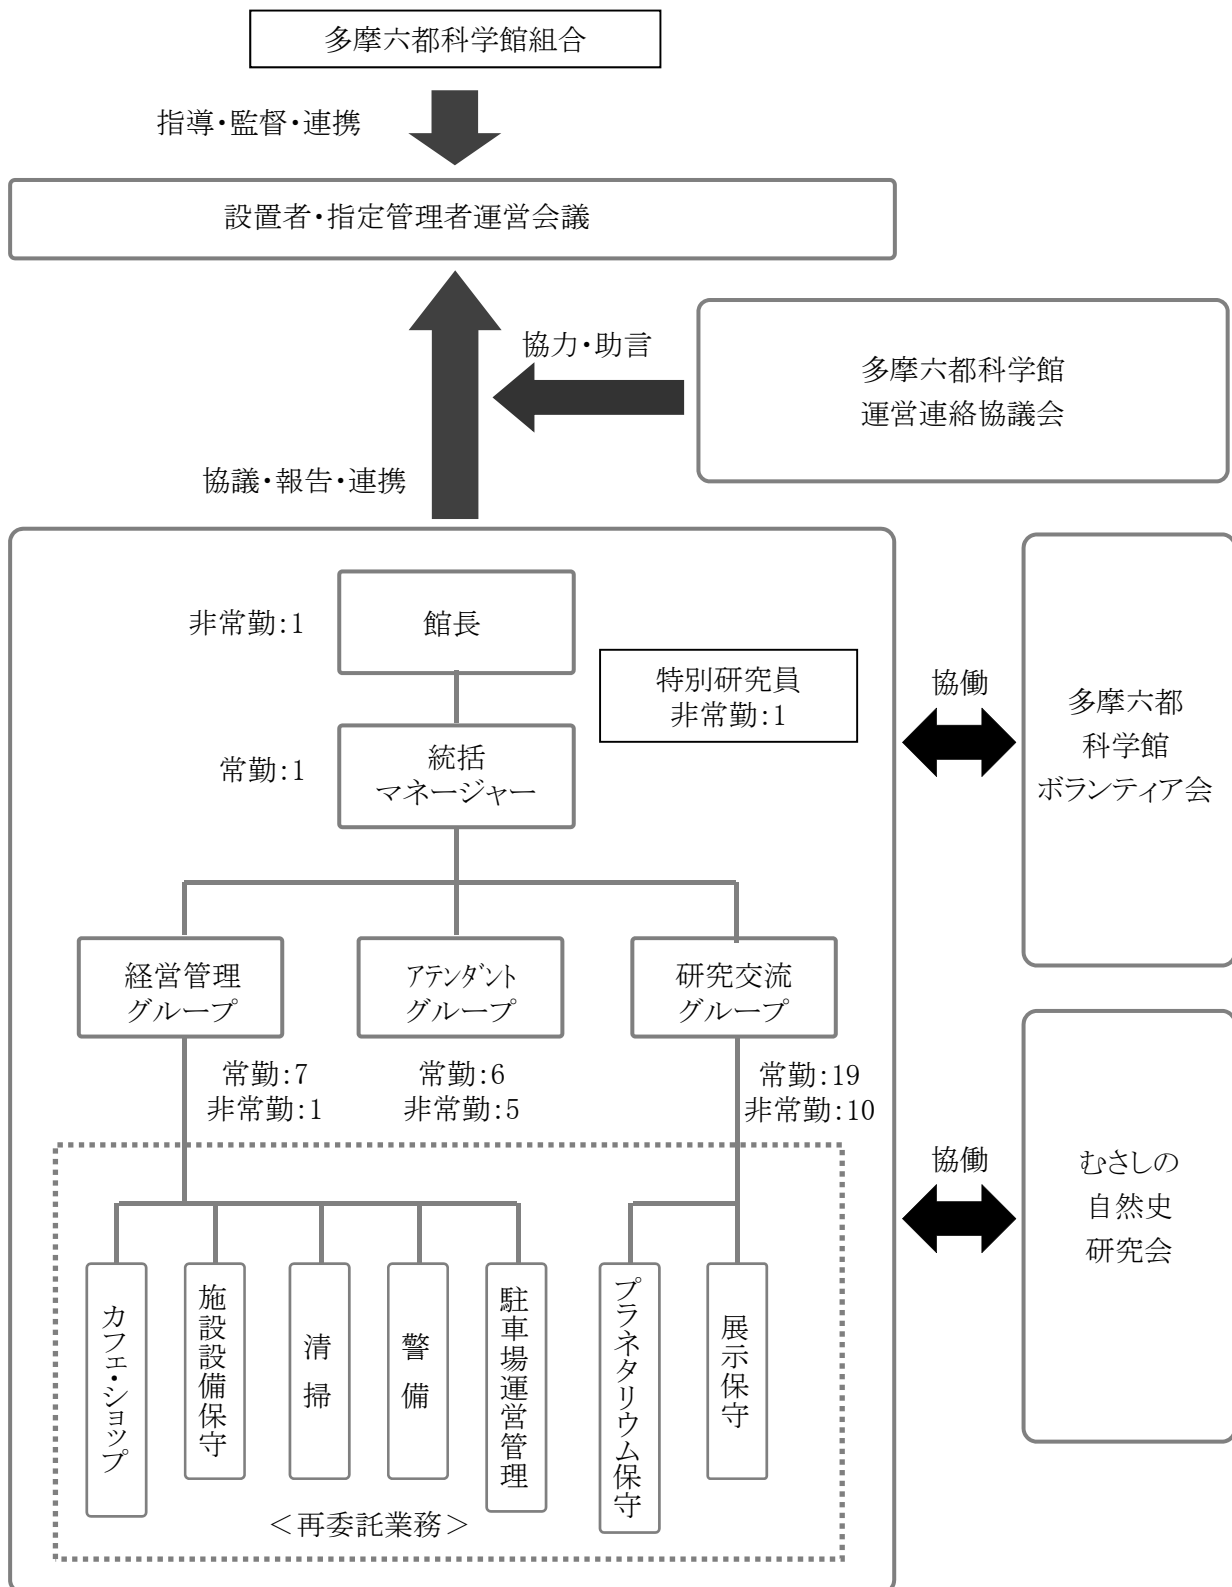 多摩六都科学館組合
指導・監督・連携
設置者・指定管理者運営会議
協力・助言
多摩六都科学館
運営連絡協議会
協議・報告・連携
非常勤：1
館長
特別研究員
非常勤：1
常勤：1
統括
マネージャー
協働
多摩六都
科学館
ボランティア会
経営管理
グループ
アテンダント
グループ
研究交流
グループ
常勤：7
非常勤：1
常勤：6
非常勤：5
常勤：19
非常勤：10
協働
むさしの
自然史
研究会
カフェ・ショップ
施設設備保守
清掃
警備
駐車場運営管理
プラネタリウム保守
展示保守
＜再委託業務＞